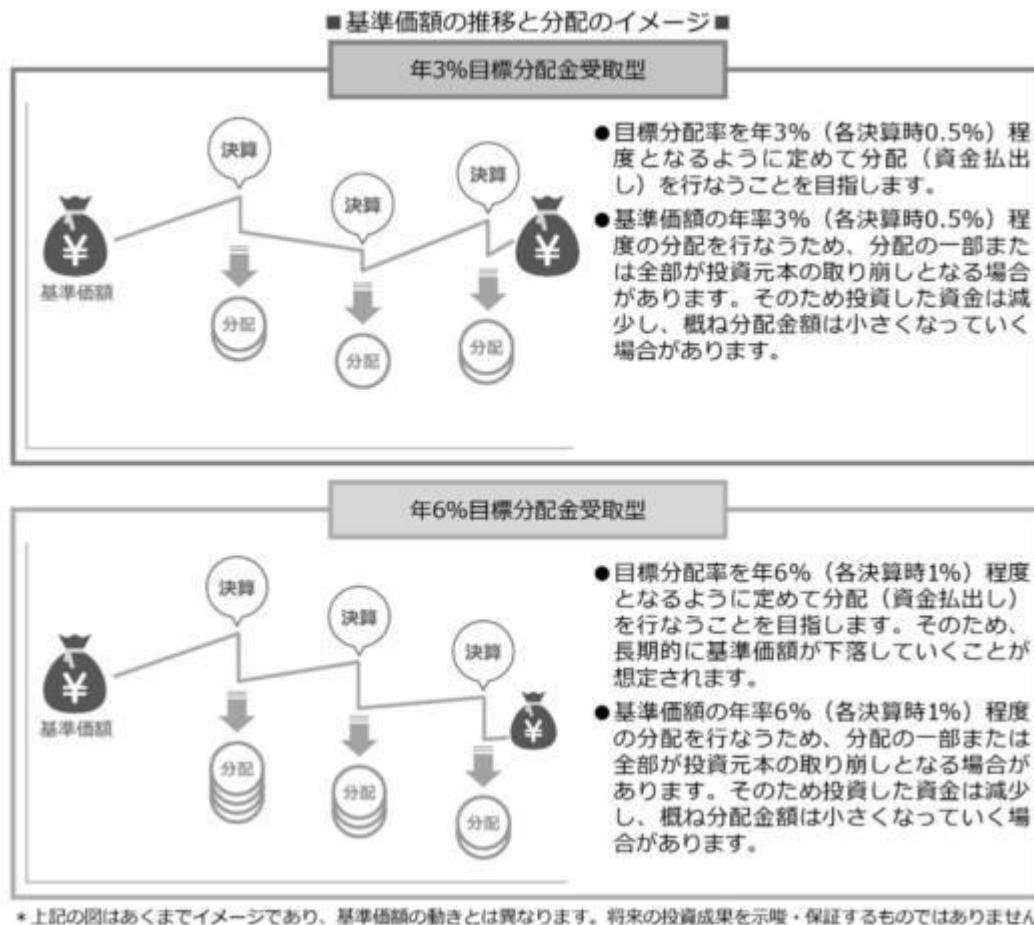 ■基準価額の推移と分配のイメージ■
年3%目標分配金受取型
決算
決算
決算
¥
¥
基準価額
分配
分配
分配
●目標分配率を年3%（各決算時0.5%）程
度となるように定めて分配（資金払出
し）を行なうことを目指します。
●基準価額の年率3%（各決算時0.5%）程
度の分配を行なうため、分配の一部また
は全部が投資元本の取り崩しとなる場合
があります。そのため投資した資金は減
少し、概ね分配金額は小さくなっていく
場合があります。
年6%目標分配金受取型
決算
決算
決算
¥
¥
基準価額
分配
分配
分配
●目標分配率を年6%（各決算時1%）程度
となるように定めて分配（資金払出し）
を行なうことを目指します。そのため、
長期的に基準価額が下落していくことが
想定されます。
●基準価額の年率6%（各決算時1%）程度
の分配を行なうため、分配の一部または
全部が投資元本の取り崩しとなる場合が
あります。そのため投資した資金は減少
し、概ね分配金額は小さくなっていく場
合があります。
＊上記の図はあくまでイメージであり、基準価額の動きとは異なります。将来の投資成果を示唆・保証するものではありません